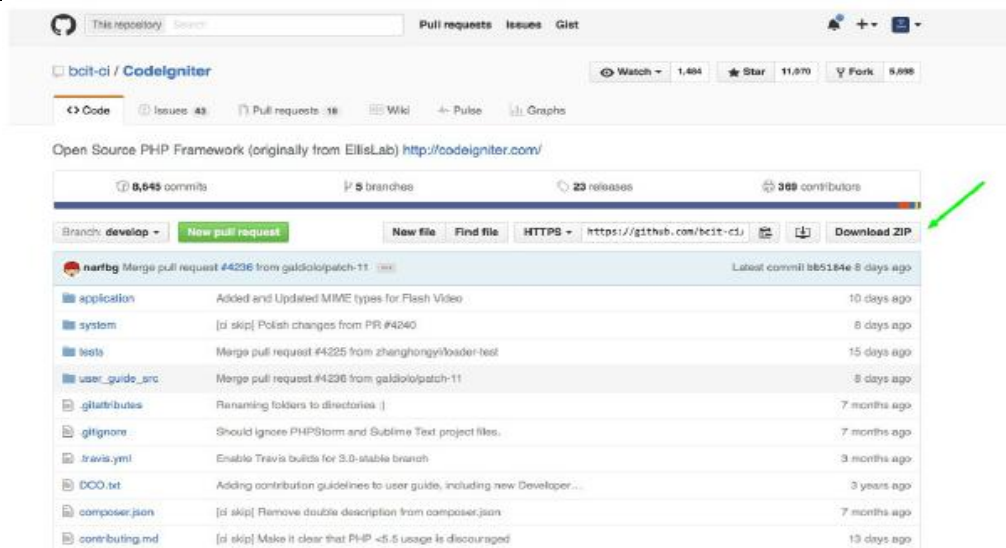 This repository Search
Pull requests Issues Gist
bcit-ci / CodeIgniter
Watch 1,484 Star 11,070 Fork 5,698
Code Issues 43 Pull requests 18 Wiki Pulse Graphs
Open Source PHP Framework (originally from EllisLab) http://codeigniter.com/
8,645 commits 5 branches 23 releases 369 contributors
Branch: develop New pull request New file Find file HTTPS https://github.com/bcit-ci/ Download ZIP
narfbg Merge pull request #4236 from galdiolo/patch-11 Latest commit bb5184e 8 days ago
application Added and Updated MIME types for Flash Video 10 days ago
system [ci skip] Polish changes from PR #4240 8 days ago
tests Merge pull request #4225 from zhanghongyi/loader-test 15 days ago
user_guide_src Merge pull request #4236 from galdiolo/patch-11 8 days ago
.gitattributes Renaming folders to directories :) 7 months ago
.gitignore Should ignore PHPStorm and Sublime Text project files. 7 months ago
.travis.yml Enable Travis builds for 3.0-stable branch 3 months ago
DCO.txt Adding contribution guidelines to user guide, including new Developer... 3 years ago
composer.json [ci skip] Remove double description from composer.json 7 months ago
contributing.md [ci skip] Make it clear that PHP <5.5 usage is discouraged 13 days ago